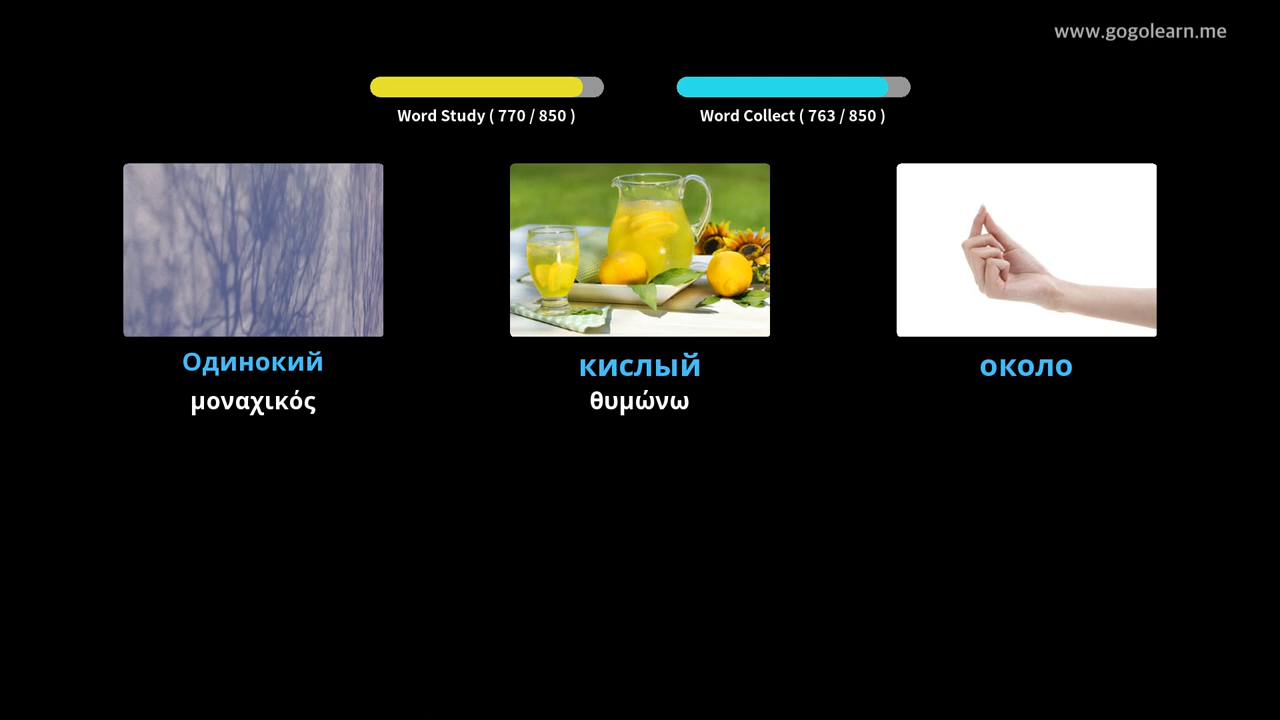 www.gogolearn.me
Word Study ( 770 / 850 )
Word Collect ( 763 / 850 )
Одинокий
μοναχικός
кислый
θυμώνω
около